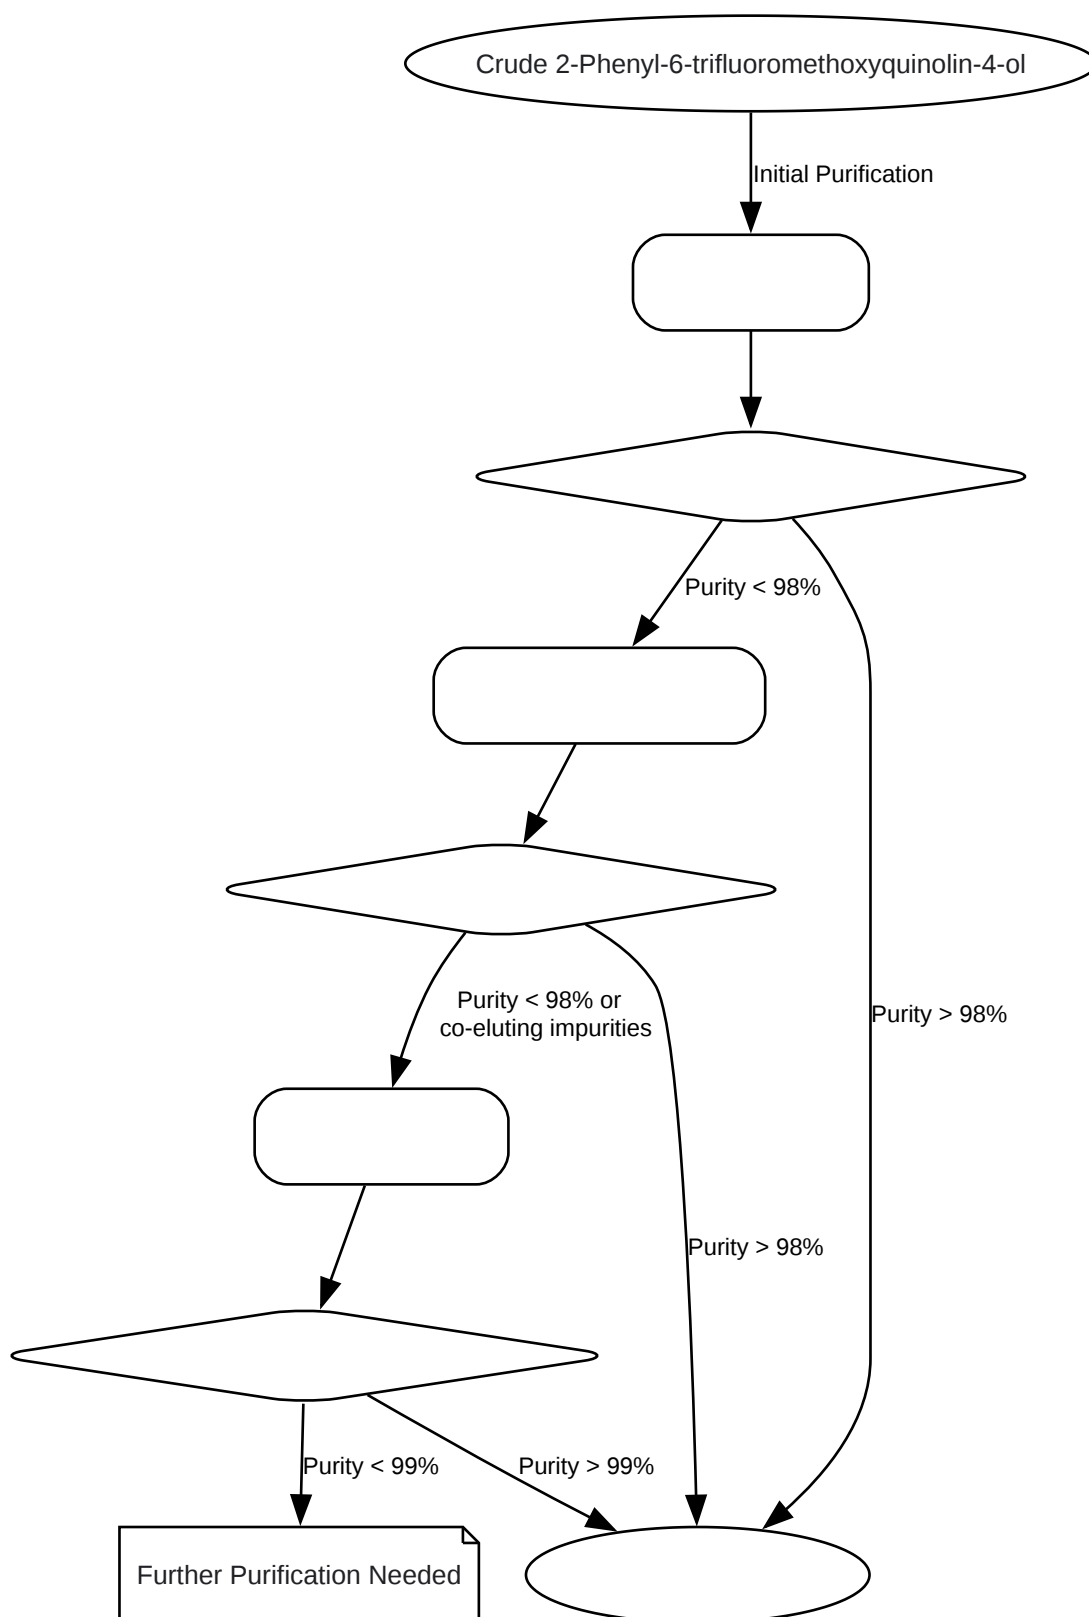 Crude 2-Phenyl-6-trifluoromethoxyquinolin-4-ol
Initial Purification
Purity < 98%
Purity < 98% or
co-eluting impurities
Purity > 98%
Purity > 98%
Purity < 99%
Purity > 99%
Further Purification Needed